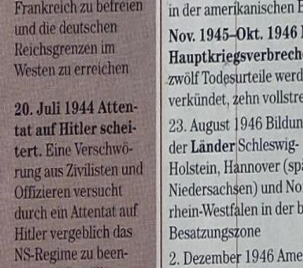 Frankreich zu befreien
und die deutschen
Reichsgrenzen im
Westen zu erreichen
20. Juli 1944 Atten-
tat auf Hitler schei-
tert. Eine Verschwö-
rung aus Zivilisten und
Offizieren versucht
durch ein Attentat auf
Hitler vergeblich das
NS-Regime zu been-
in der amerikanischen
Nov. 1945–Okt. 1946
Hauptkriegsverbrech
zwölf Todesurteile werd
verkündet, zehn vollstre
23. August 1946 Bildun
der Länder Schleswig-
Holstein, Hannover (spä
Niedersachsen) und No
rhein-Westfalen in der b
Besatzungszone
2. Dezember 1946 Ame